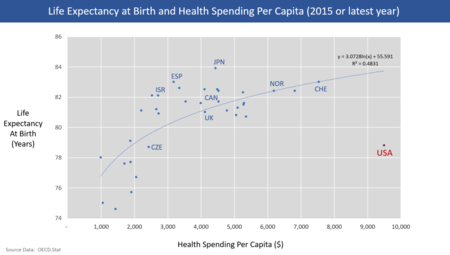 Life Expectancy at Birth and Health Spending Per Capita (2015 or latest year)
86
84
82
80
78
76
74
Life
Expectancy
At Birth
(Years)
JPN
ESP
ISR
CAN
UK
CZE
NOR
CHE
USA
y = 3.0728ln(x) + 55.591
R² = 0.4831
- 1,000 2,000 3,000 4,000 5,000 6,000 7,000 8,000 9,000 10,000
Health Spending Per Capita ($)
Source Data: OECD.Stat